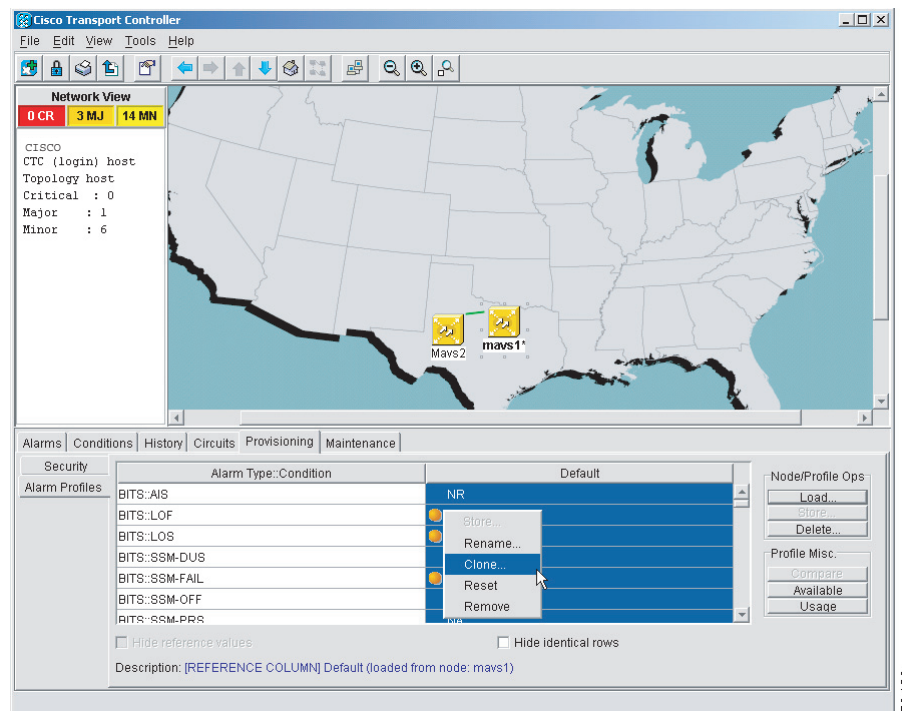 Cisco Transport Controller
File Edit View Tools Help
Network View
0 CR 3 MJ 14 MN
CISCO
CTC (login) host
Topology host
Critical : 0
Major : 1
Minor : 6
Mavs2
mavs1*
Alarms Conditions History Circuits Provisioning Maintenance
Security
Alarm Profiles
Alarm Type::Condition Default
BITS::AIS NR
BITS::LOF
BITS::LOS
BITS::SSM-DUS
BITS::SSM-FAIL
BITS::SSM-OFF
BITS::SSM-PRS NA
Store...
Rename...
Clone...
Reset
Remove
Node/Profile Ops
Load...
Store...
Delete...
Profile Misc.
Compare
Available
Usage
Hide reference values Hide identical rows
Description: [REFERENCE COLUMN] Default (loaded from node: mavs1)